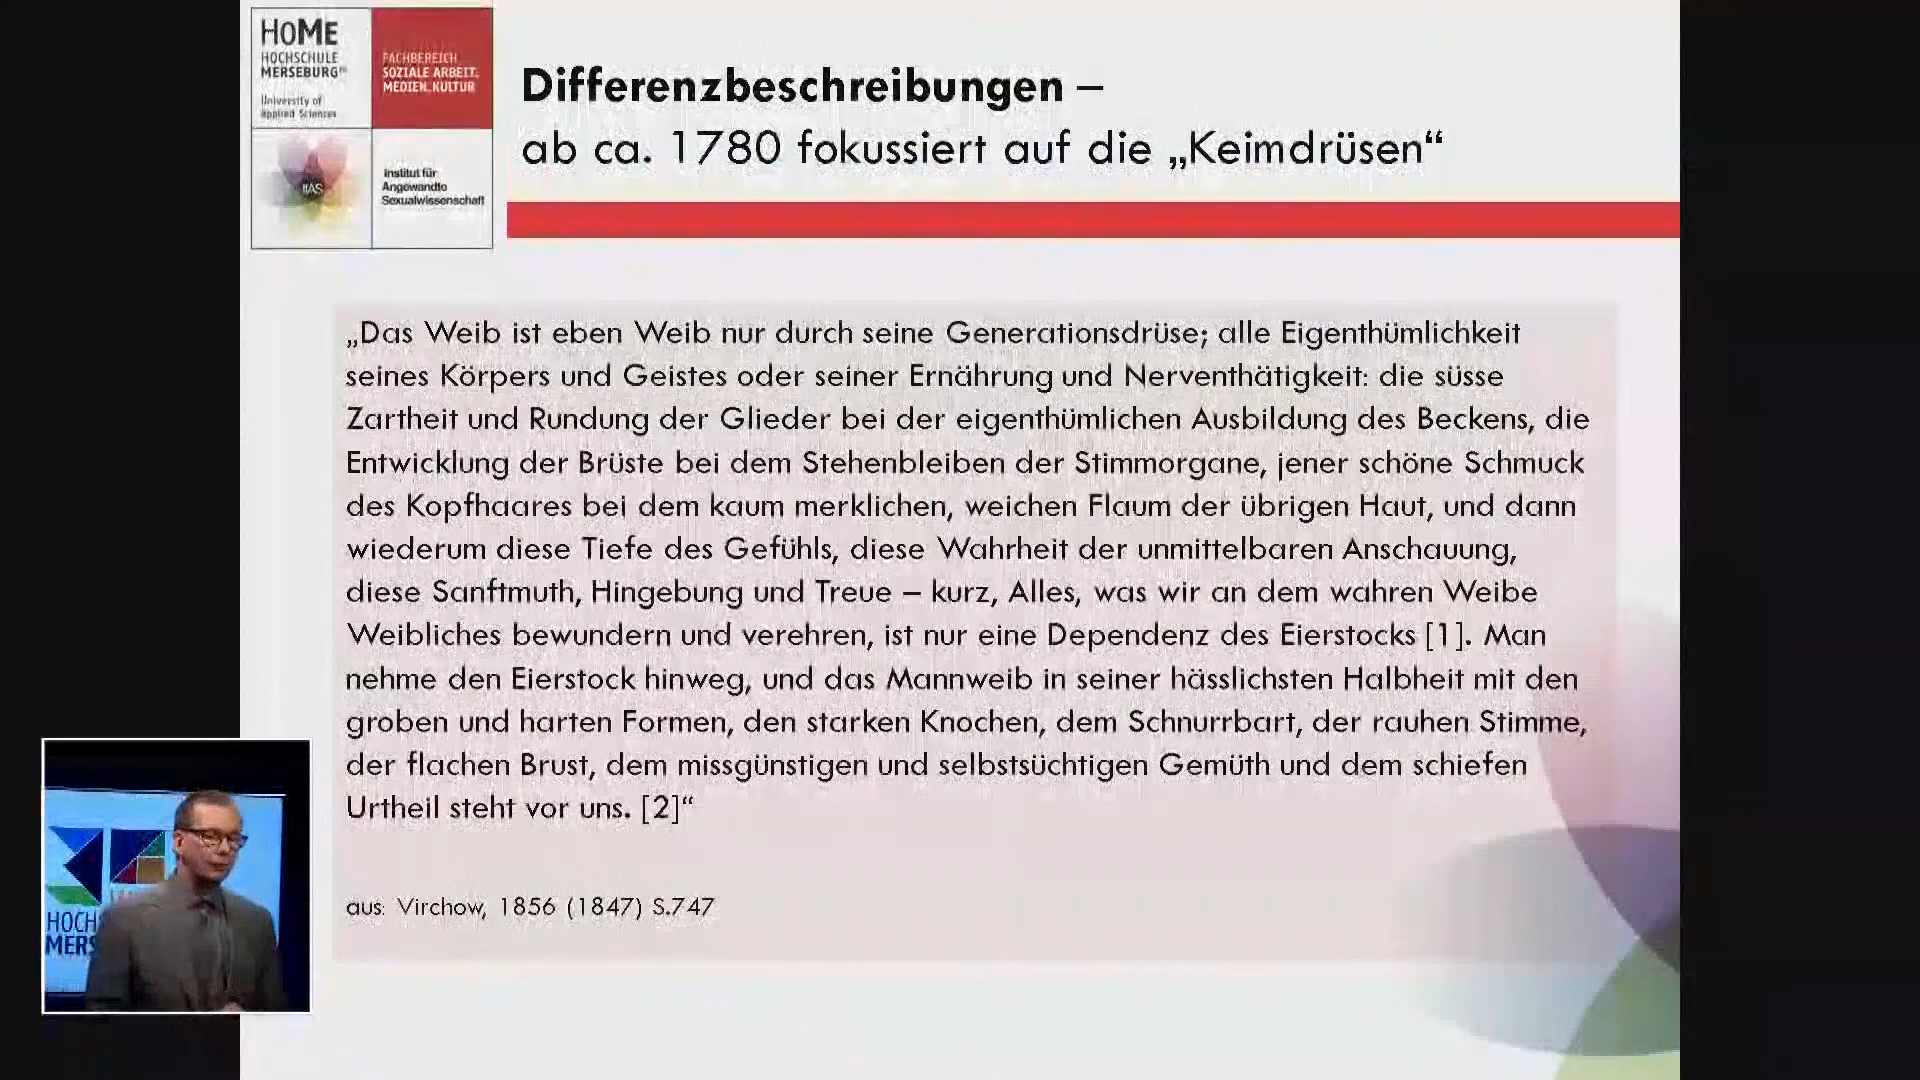 HoMe
HOCHSCHULE
MERSEBURG
University of
Applied Sciences
FACHBEREICH
SOZIALE ARBEIT.
MEDIEN.KULTUR
IfAS
Institut für
Angewandte
Sexualwissenschaft
Differenzbeschreibungen –
ab ca. 1780 fokussiert auf die „Keimdrüsen“
„Das Weib ist eben Weib nur durch seine Generationsdrüse; alle Eigenthümlichkeit
seines Körpers und Geistes oder seiner Ernährung und Nerventhätigkeit: die süsse
Zartheit und Rundung der Glieder bei der eigenthümlichen Ausbildung des Beckens, die
Entwicklung der Brüste bei dem Stehenbleiben der Stimmorgane, jener schöne Schmuck
des Kopfhaares bei dem kaum merklichen, weichen Flaum der übrigen Haut, und dann
wiederum diese Tiefe des Gefühls, diese Wahrheit der unmittelbaren Anschauung,
diese Sanftmuth, Hingebung und Treue – kurz, Alles, was wir an dem wahren Weibe
Weibliches bewundern und verehren, ist nur eine Dependenz des Eierstocks [1]. Man
nehme den Eierstock hinweg, und das Mannweib in seiner hässlichsten Halbheit mit den
groben und harten Formen, den starken Knochen, dem Schnurrbart, der rauhen Stimme,
der flachen Brust, dem missgünstigen und selbstsüchtigen Gemüth und dem schiefen
Urtheil steht vor uns. [2]“
aus: Virchow, 1856 (1847) S.747
HOCH
MERS